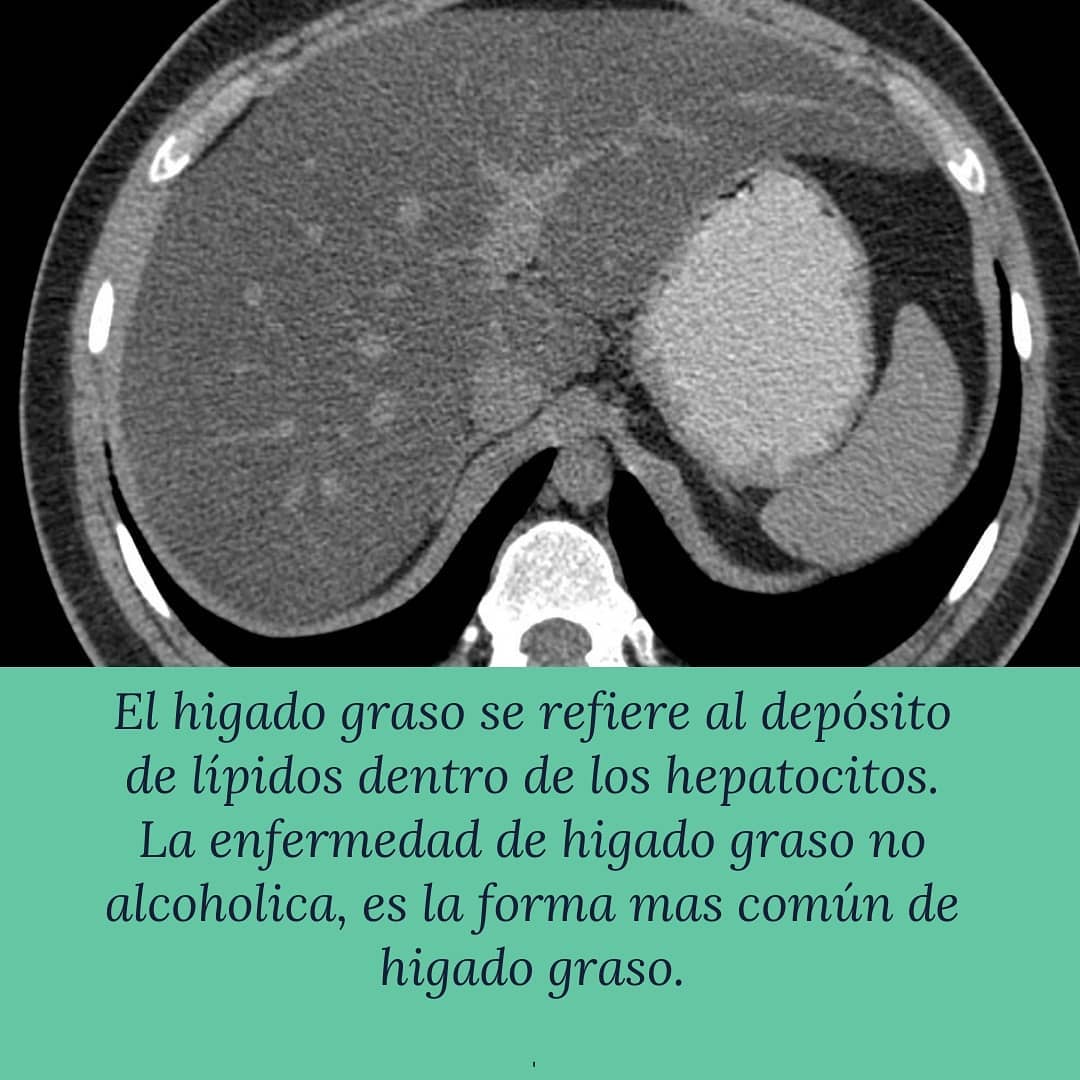 El higado graso se refiere al depósito
de lípidos dentro de los hepatocitos.
La enfermedad de higado graso no
alcoholica, es la forma mas común de
higado graso.